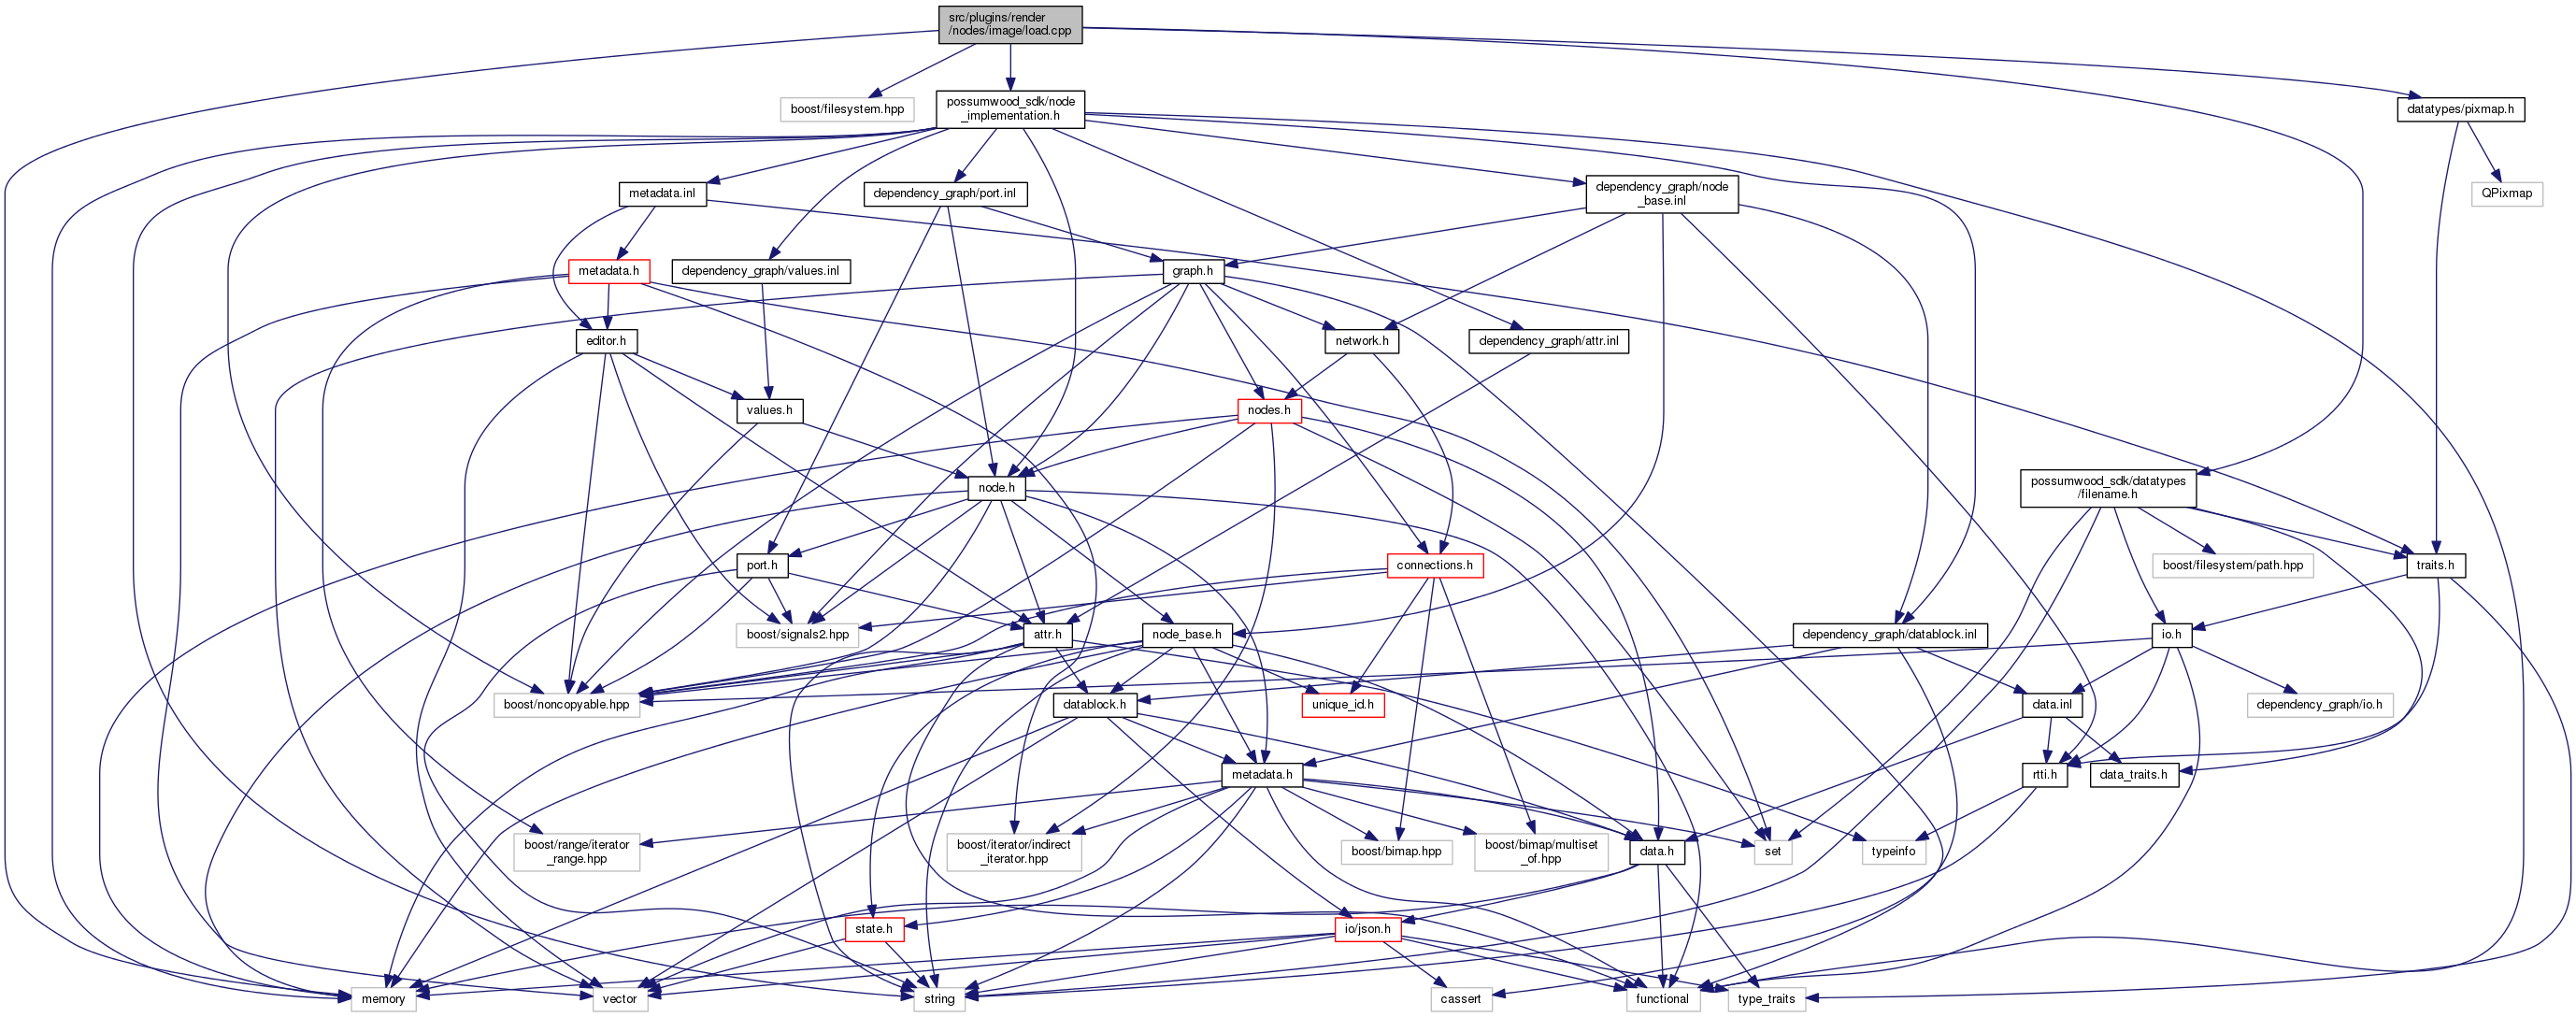 src/plugins/render
/nodes/image/load.cpp
boost/filesystem.hpp
possumwood_sdk/node
_implementation.h
datatypes/pixmap.h
metadata.inl
dependency_graph/port.inl
dependency_graph/node
_base.inl
QPixmap
metadata.h
dependency_graph/values.inl
graph.h
editor.h
network.h
dependency_graph/attr.inl
values.h
nodes.h
node.h
possumwood_sdk/datatypes
/filename.h
port.h
connections.h
boost/filesystem/path.hpp
traits.h
boost/signals2.hpp
attr.h
node_base.h
dependency_graph/datablock.inl
io.h
boost/noncopyable.hpp
datablock.h
unique_id.h
data.inl
dependency_graph/io.h
metadata.h
rtti.h
data_traits.h
boost/range/iterator
_range.hpp
boost/iterator/indirect
_iterator.hpp
boost/bimap.hpp
boost/bimap/multiset
_of.hpp
data.h
set
typeinfo
state.h
io/json.h
memory
vector
string
cassert
functional
type_traits